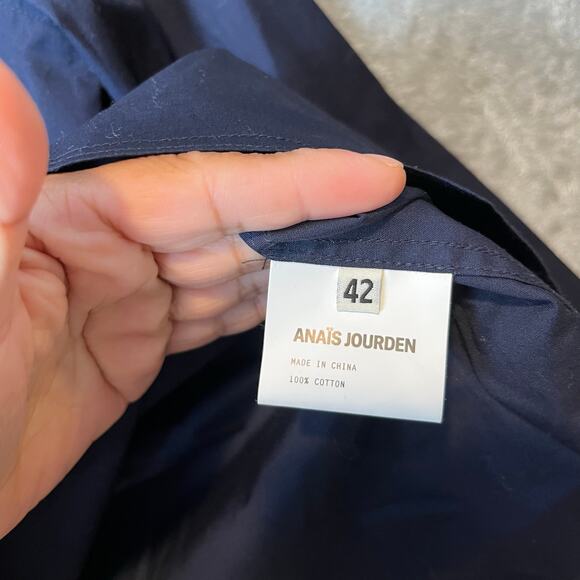 42
ANAÏS JOURDEN
MADE IN CHINA
100% COTTON